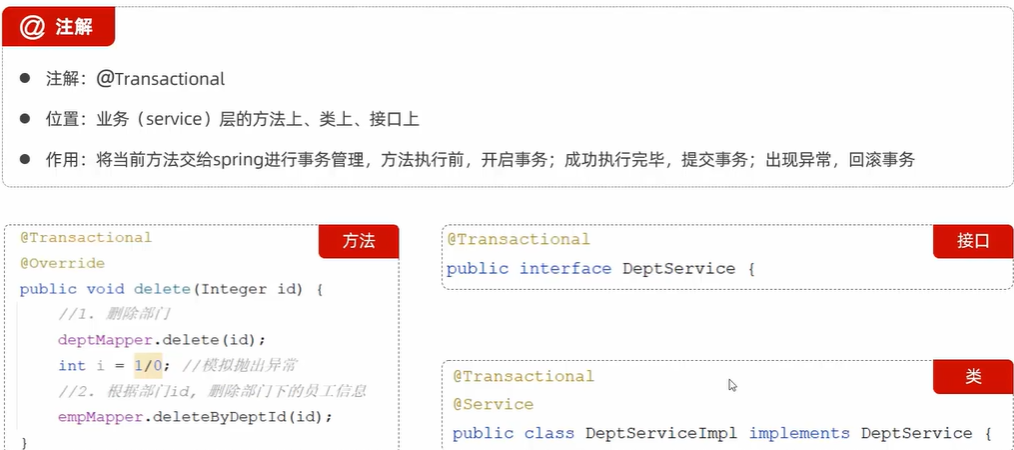 @ 注解
● 注解：@Transactional
● 位置：业务（service）层的方法上、类上、接口上
● 作用：将当前方法交给spring进行事务管理，方法执行前，开启事务；成功执行完毕，提交事务；出现异常，回滚事务
方法
@Transactional
@Override
public void delete(Integer id) {
//1. 删除部门
deptMapper.delete(id);
int i = 1/0; //模拟抛出异常
//2. 根据部门id, 删除部门下的员工信息
empMapper.deleteByDeptId(id);
}
接口
@Transactional
public interface DeptService {
类
@Transactional
@Service
public class DeptServiceImpl implements DeptService {